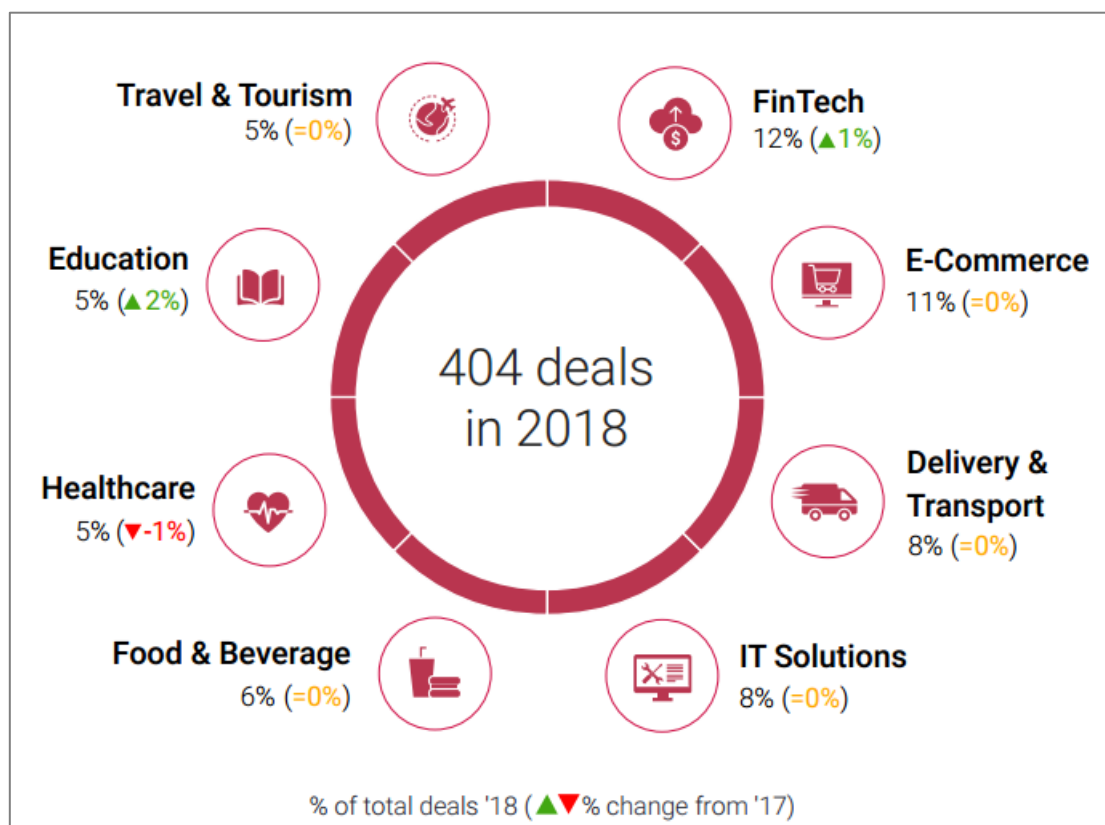 Travel & Tourism
5% (=0%)
FinTech
12% (▲1%)
Education
5% (▲2%)
E-Commerce
11% (=0%)
404 deals
in 2018
Healthcare
5% (▼-1%)
Delivery &
Transport
8% (=0%)
Food & Beverage
6% (=0%)
IT Solutions
8% (=0%)
% of total deals '18 (▲▼% change from '17)